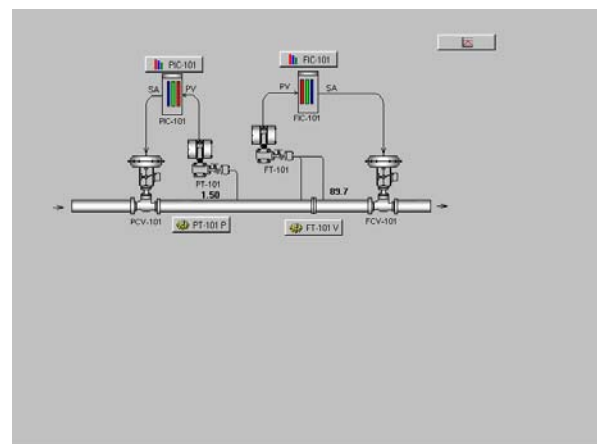 PIC-101
FIC-101
SA
PV
PV
SA
PIC-101
FIC-101
PT-101
FT-101
1.50
89.7
PCV-101
FCV-101
PT-101 P
FT-101 V